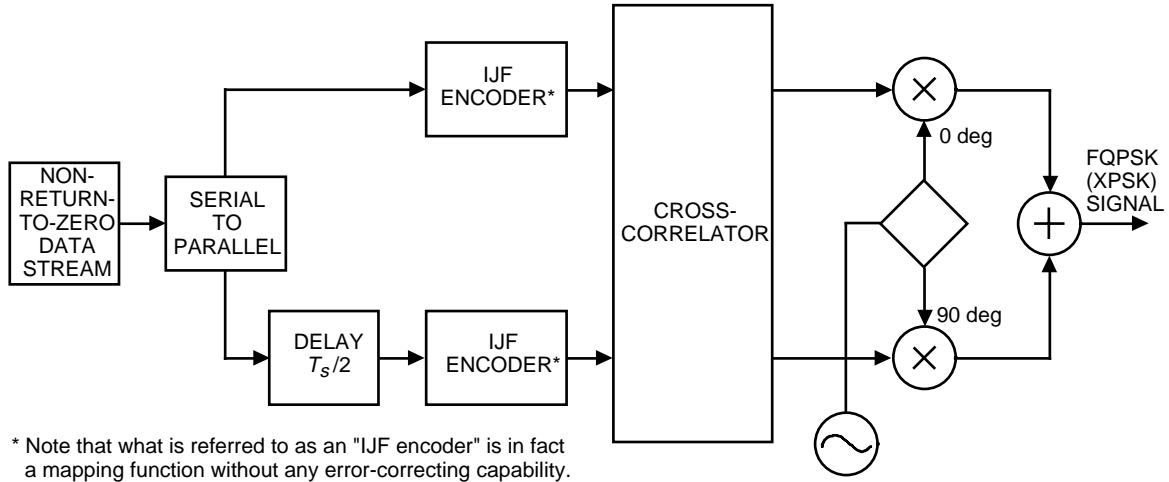 IJF
ENCODER*
0 deg
NON-
RETURN-
TO-ZERO
DATA
STREAM
SERIAL
TO
PARALLEL
CROSS-
CORRELATOR
FQPSK
(XPSK)
SIGNAL
DELAY
Ts/2
IJF
ENCODER*
90 deg
* Note that what is referred to as an "IJF encoder" is in fact
a mapping function without any error-correcting capability.